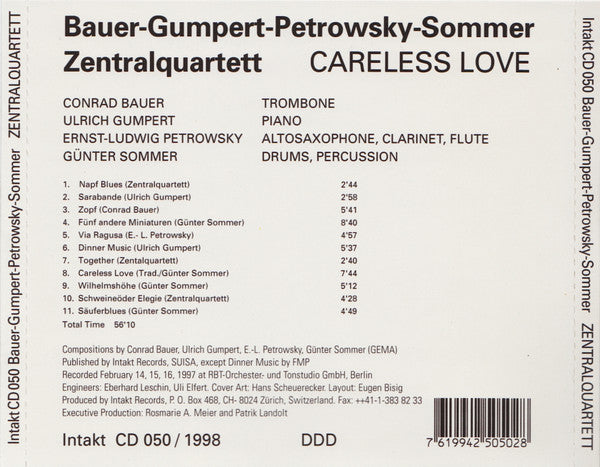 Bauer-Gumpert-Petrowsky-Sommer
Zentralquartett CARELESS LOVE
CONRAD BAUER TROMBONE
ULRICH GUMPERT PIANO
ERNST-LUDWIG PETROWSKY ALTOSAXOPHONE, CLARINET, FLUTE
GÜNTER SOMMER DRUMS, PERCUSSION
1. Napf Blues (Zentralquartett) 2'44
2. Sarabande (Ulrich Gumpert) 2'58
3. Zopf (Conrad Bauer) 5'41
4. Fünf andere Miniaturen (Günter Sommer) 8'40
5. Via Ragusa (E.- L. Petrowsky) 4'57
6. Dinner Music (Ulrich Gumpert) 5'37
7. Together (Zentalquartett) 2'40
8. Careless Love (Trad./Günter Sommer) 7'44
9. Wilhelmshöhe (Günter Sommer) 5'12
10. Schweineöder Elegie (Zentralquartett) 4'28
11. Säuferblues (Günter Sommer) 4'49
Total Time 56'10
Compositions by Conrad Bauer, Ulrich Gumpert, E.-L. Petrowsky, Günter Sommer (GEMA)
Published by Intakt Records, SUISA, except Dinner Music by FMP
Recorded February 14, 15, 16, 1997 at RBT-Orchester- und Tonstudio GmbH, Berlin
Engineers: Eberhard Leschin, Uli Elfert. Cover Art: Hans Scheuerecker. Layout: Eugen Bisig
Produced by Intakt Records, P. O. Box 468, CH- 8024 Zürich, Switzerland. Fax: ++41-1-383 82 33
Executive Production: Rosmarie A. Meier and Patrik Landolt
Intakt CD 050 / 1998 DDD
7 619942 505028
Intakt CD 050 Bauer-Gumpert-Petrowsky-Sommer ZENTRALQUARTETT
Intakt CD 050 Bauer-Gumpert-Petrowsky-Sommer ZENTRALQUARTETT